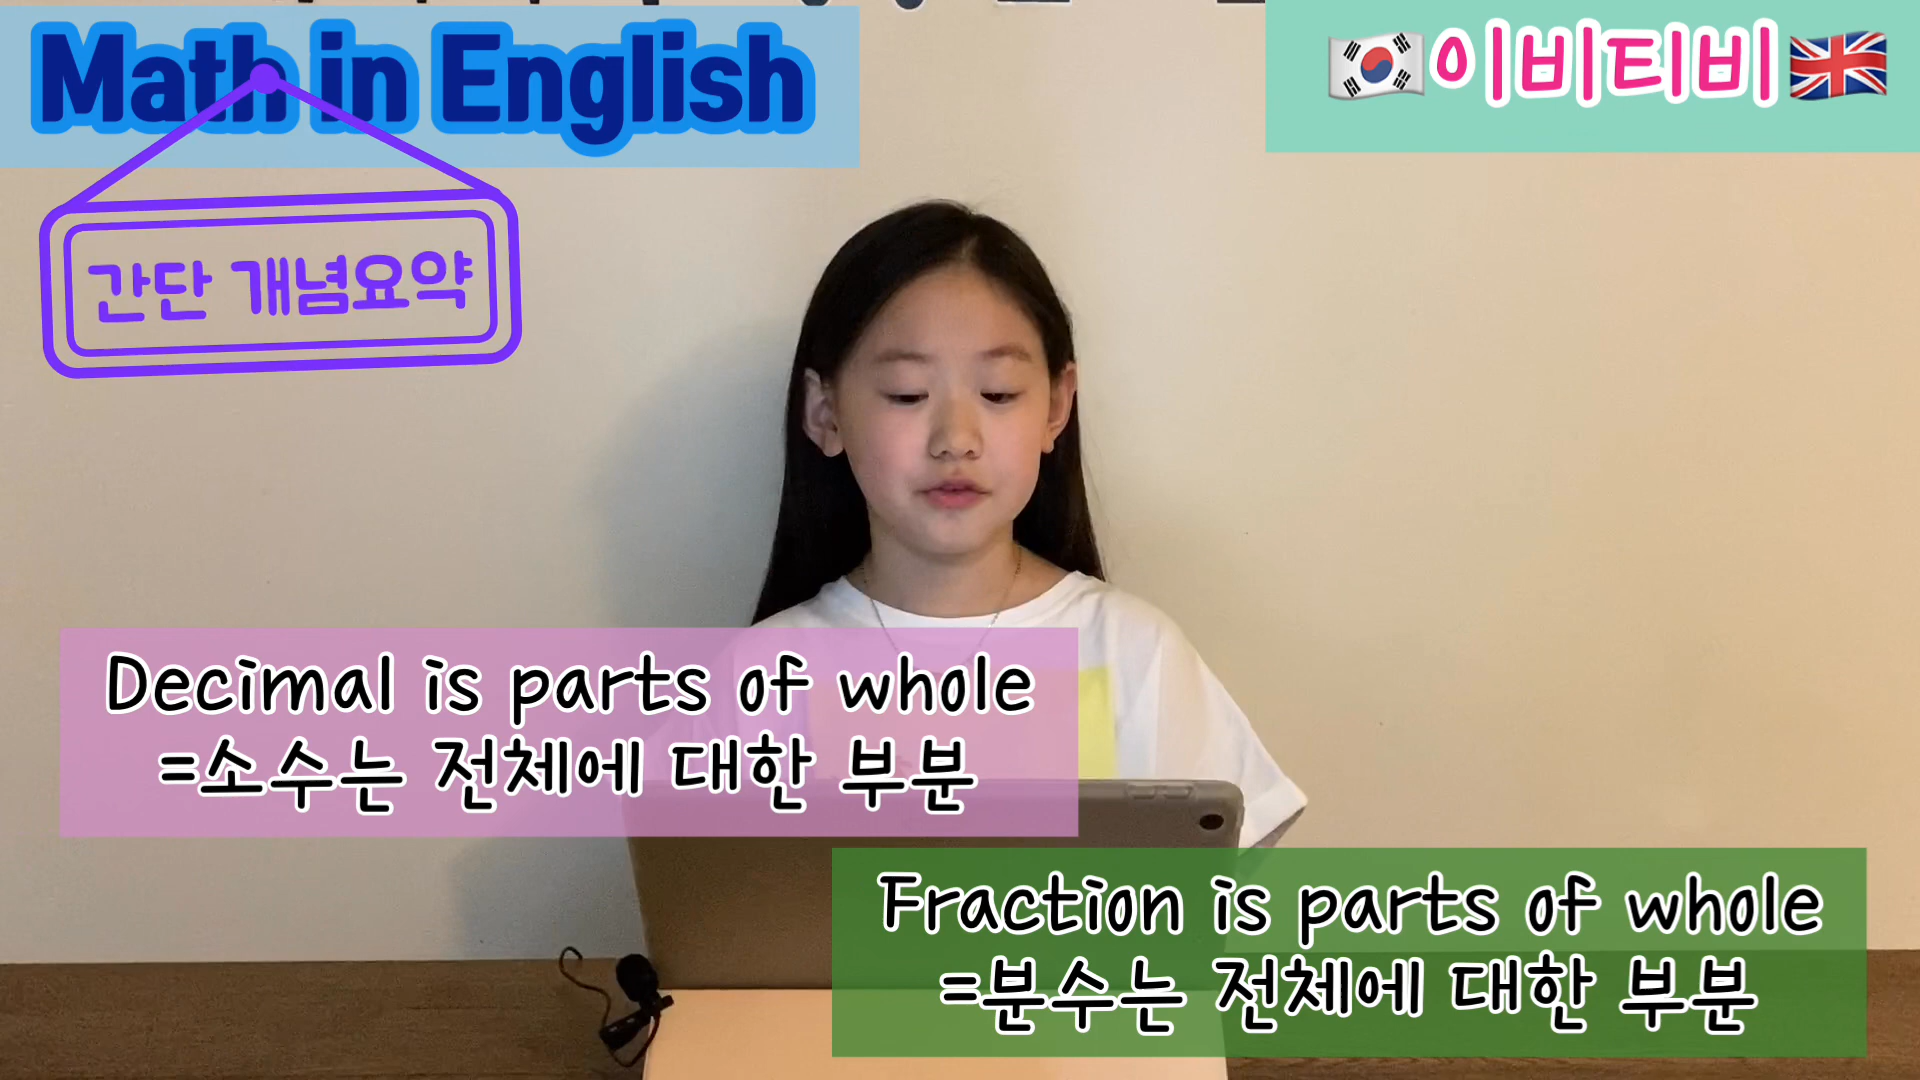 Math in English
이비티비
간단 개념요약
Decimal is parts of whole
=소수는 전체에 대한 부분
Fraction is parts of whole
=분수는 전체에 대한 부분